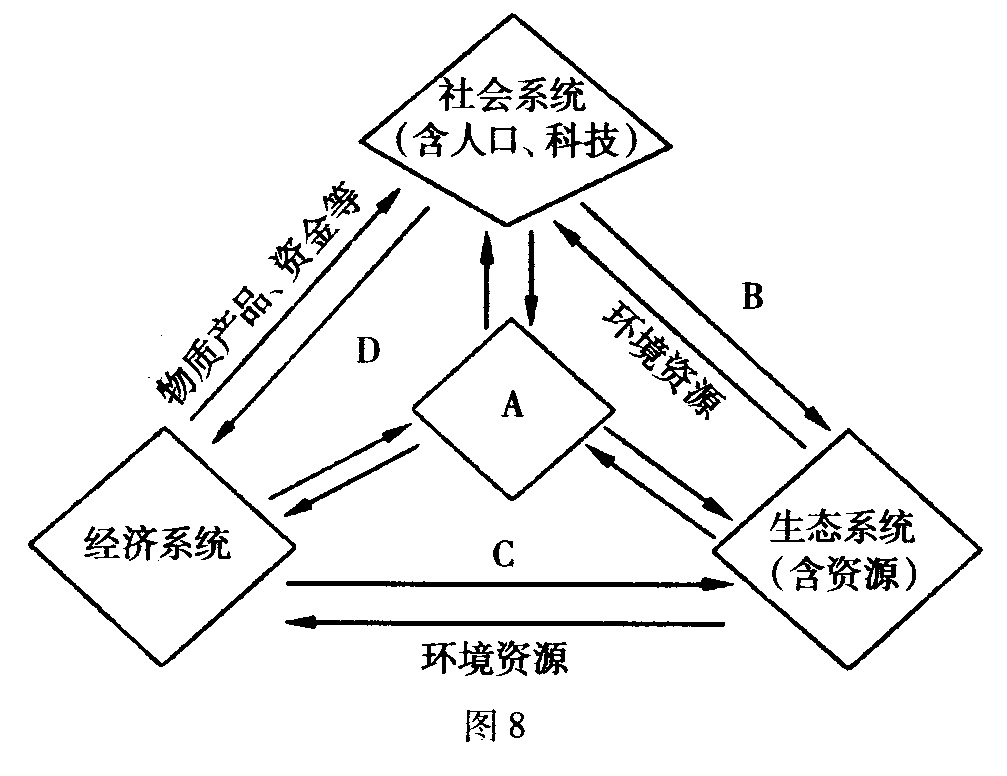 社会系统
(含人口、科技)
物质产品、资金等
B
环境资源
D
A
经济系统
生态系统
(含资源)
C
环境资源
图 8